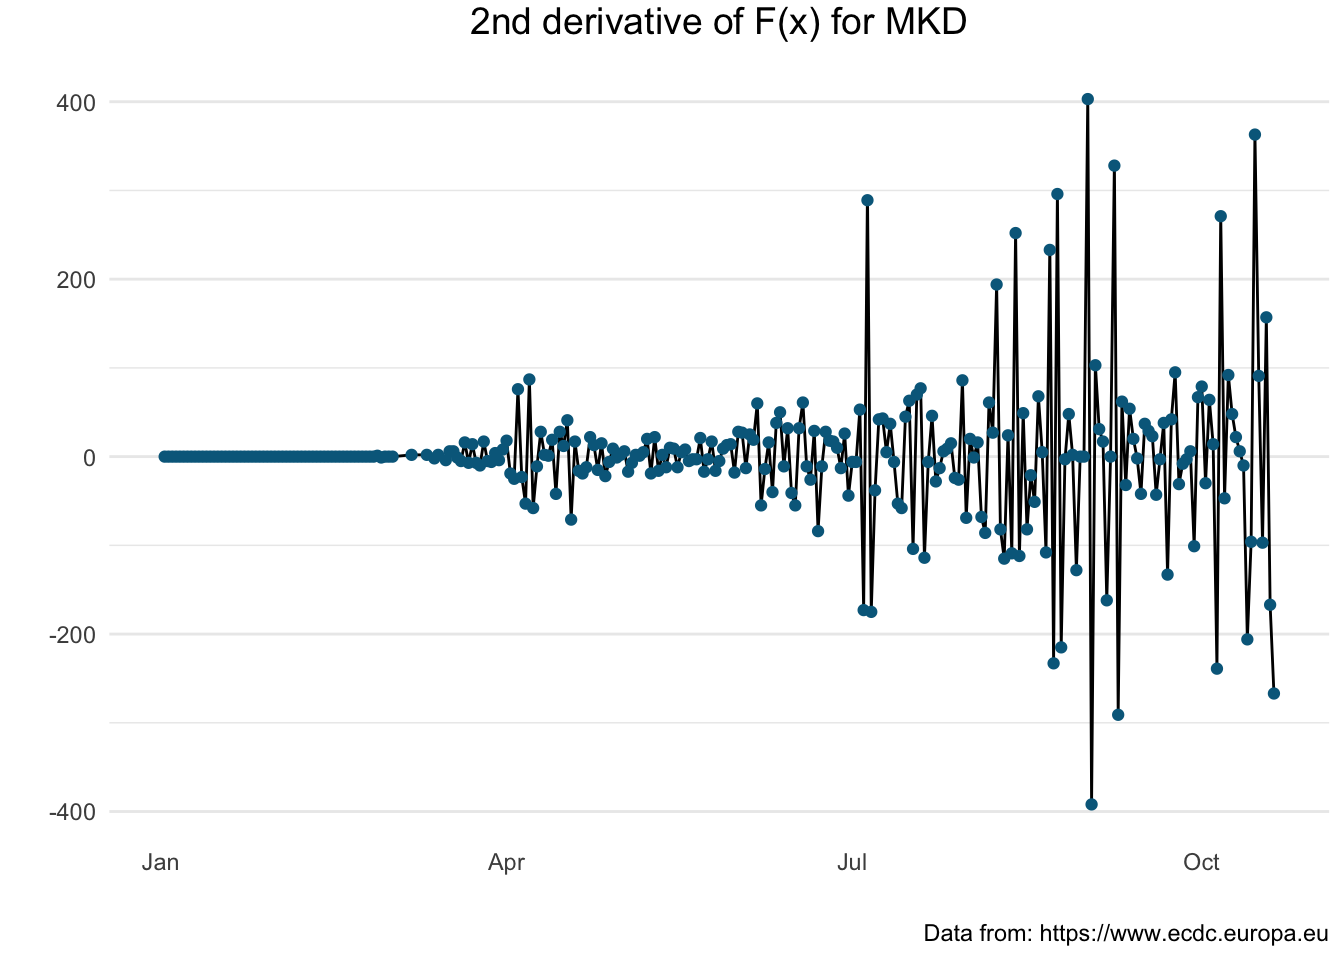 2nd derivative of F(x) for MKD
400
200
0
-200
-400
Jan Apr Jul Oct
Data from: https://www.ecdc.europa.eu